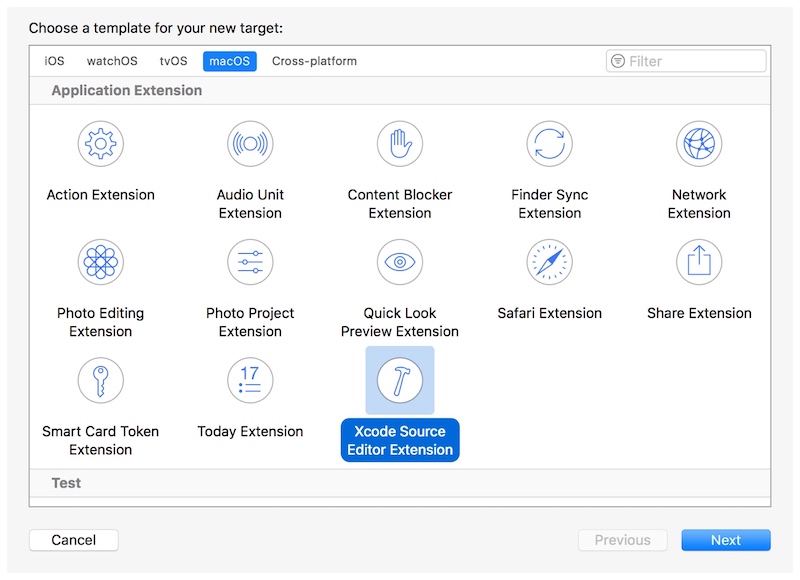 Choose a template for your new target:
iOS watchOS tvOS macOS Cross-platform Filter
Application Extension
Action Extension
Audio Unit
Extension
Content Blocker
Extension
Finder Sync
Extension
Network
Extension
Photo Editing
Extension
Photo Project
Extension
Quick Look
Preview Extension
Safari Extension
Share Extension
Smart Card Token
Extension
17
Today Extension
Xcode Source
Editor Extension
Test
Cancel Previous Next